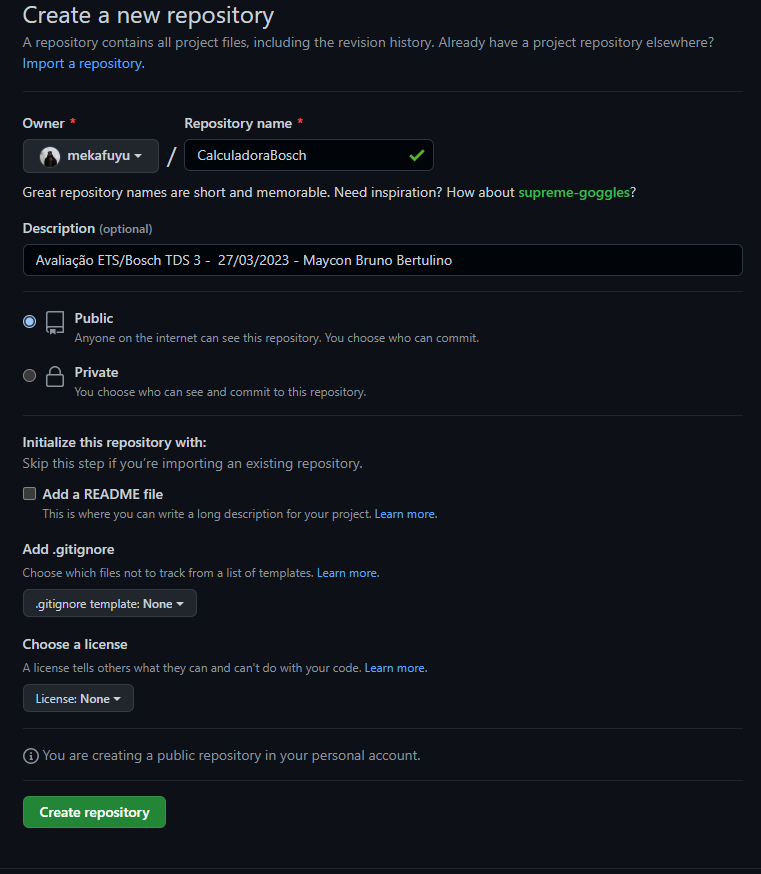 Create a new repository
A repository contains all project files, including the revision history. Already have a project repository elsewhere?
Import a repository.
Owner *
Repository name *
mekafuyu
/
CalculadoraBosch
Great repository names are short and memorable. Need inspiration? How about supreme-goggles?
Description (optional)
Avaliação ETS/Bosch TDS 3 -  27/03/2023 - Maycon Bruno Bertulino
Public
Anyone on the internet can see this repository. You choose who can commit.
Private
You choose who can see and commit to this repository.
Initialize this repository with:
Skip this step if you're importing an existing repository.
Add a README file
This is where you can write a long description for your project. Learn more.
Add .gitignore
Choose which files not to track from a list of templates. Learn more.
.gitignore template: None
Choose a license
A license tells others what they can and can't do with your code. Learn more.
License: None
You are creating a public repository in your personal account.
Create repository